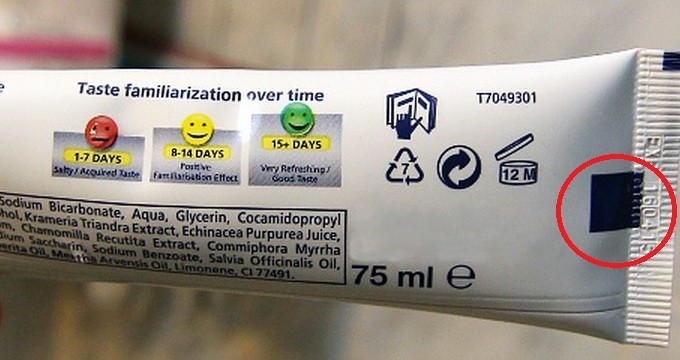 Taste familiarization over time
T7049301
1-7 DAYS
Salty / Acquired Taste
8-14 DAYS
Positive
Familiarisation Effect
15+ DAYS
Very Refreshing /
Good Taste
7
12 M
Sodium Bicarbonate, Aqua, Glycerin, Cocamidopropyl
Krameria Triandra Extract, Echinacea Purpurea Juice,
Chamomilla Recutita Extract, Commiphora Myrrha
Saccharin, Sodium Benzoate, Salvia Officinalis Oil,
Oil, Mentha Arvensis Oil, Limonene, CI 77491.
75 ml ℮